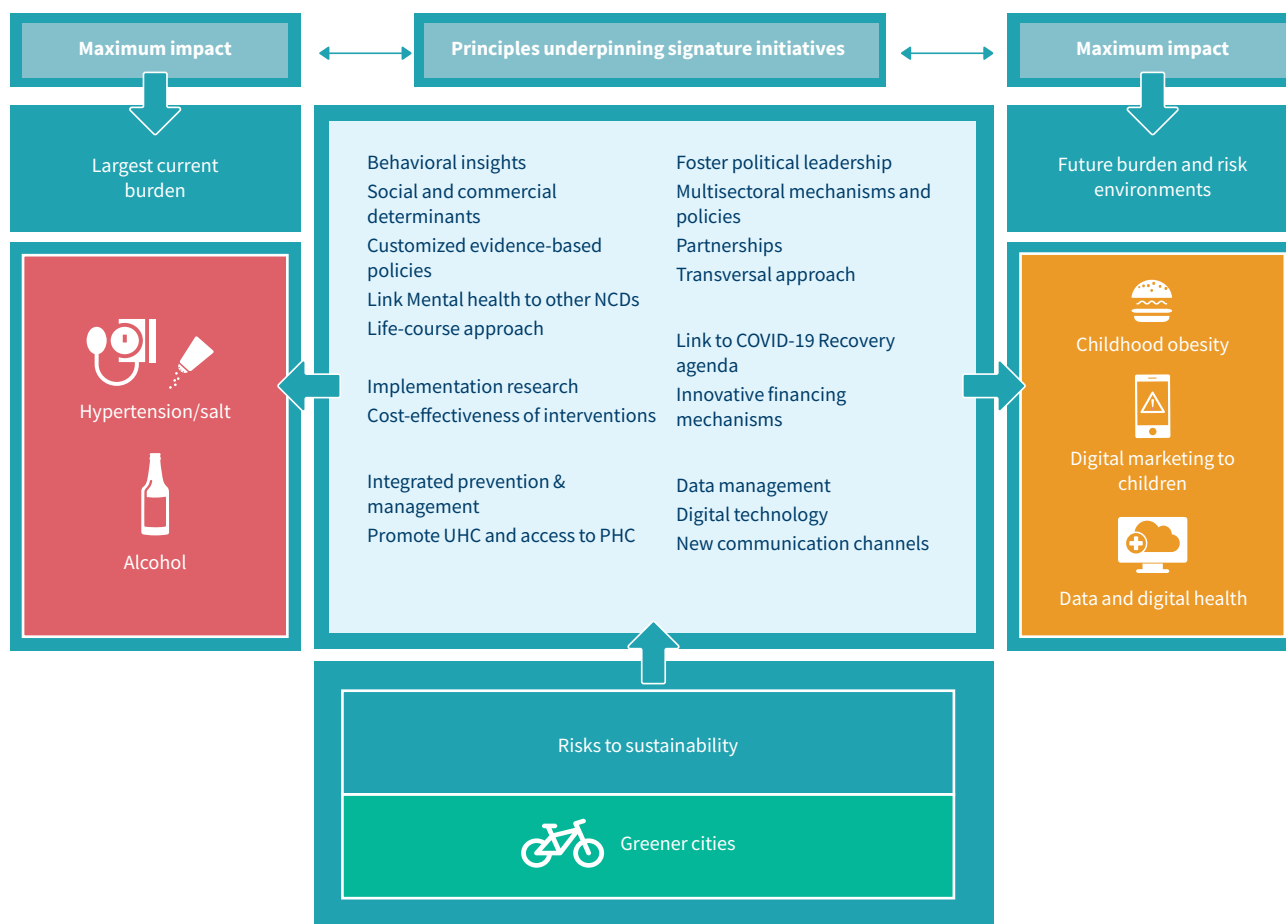 Maximum impact
Principles underpinning signature initiatives
Maximum impact
Largest current
burden
Hypertension/salt
Alcohol
Behavioral insights
Social and commercial
determinants
Customized evidence-based
policies
Link Mental health to other NCDs
Life-course approach
Implementation research
Cost-effectiveness of interventions
Integrated prevention &
management
Promote UHC and access to PHC
Foster political leadership
Multisectoral mechanisms and
policies
Partnerships
Transversal approach
Link to COVID-19 Recovery
agenda
Innovative financing
mechanisms
Data management
Digital technology
New communication channels
Future burden and risk
environments
Childhood obesity
Digital marketing to
children
Data and digital health
Risks to sustainability
Greener cities